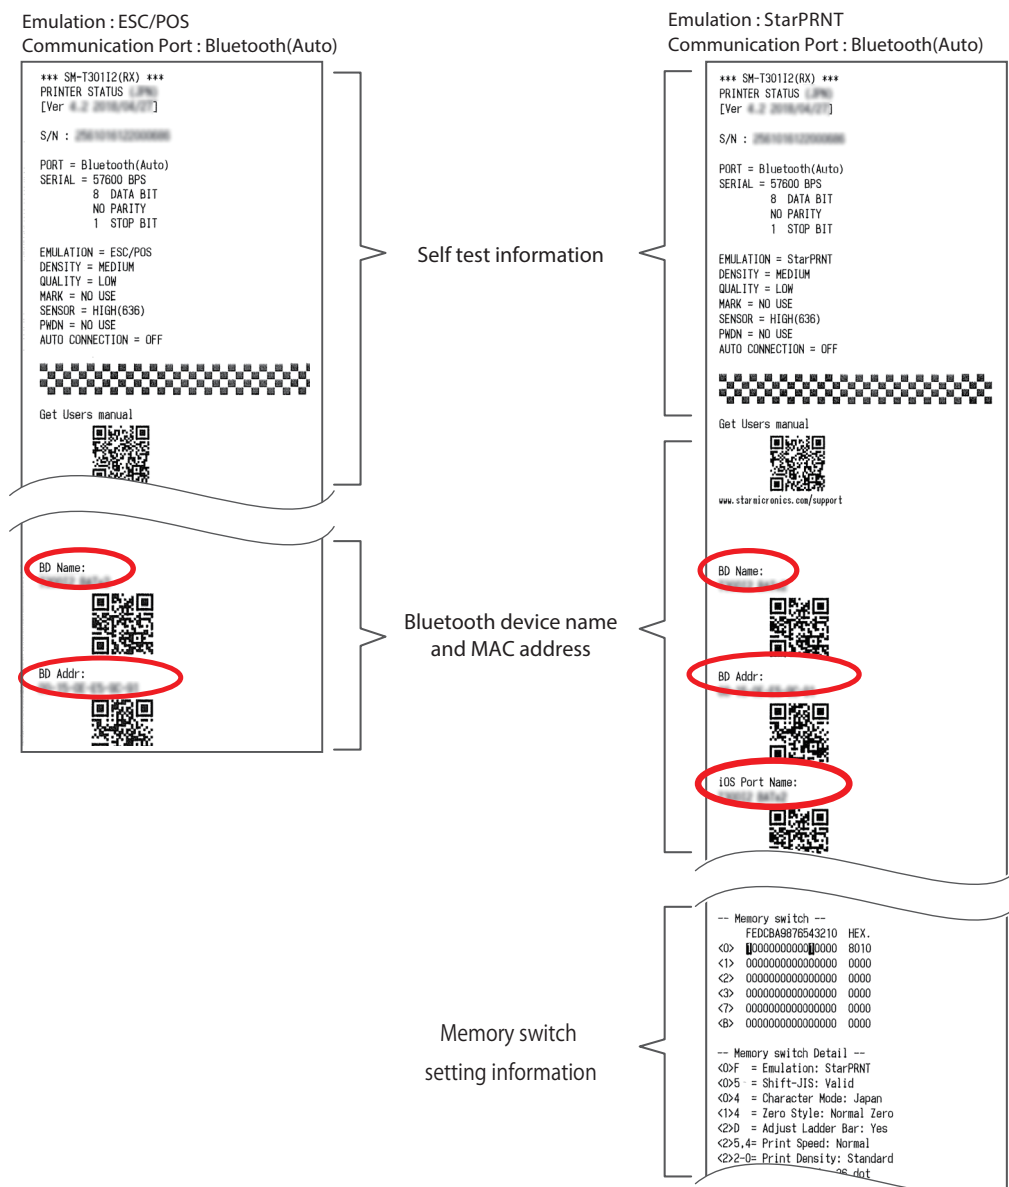 Emulation : ESC/POS
Communication Port : Bluetooth(Auto)
*** SM-T301I2(RX) ***
PRINTER STATUS
[Ver ]
S/N :
PORT = Bluetooth(Auto)
SERIAL = 57600 BPS
8 DATA BIT
NO PARITY
1 STOP BIT
EMULATION = ESC/POS
DENSITY = MEDIUM
QUALITY = LOW
MARK = NO USE
SENSOR = HIGH(636)
PWDN = NO USE
AUTO CONNECTION = OFF
Get Users manual
BD Name:
BD Addr:
Self test information
Bluetooth device name
and MAC address
Memory switch
setting information
Emulation : StarPRNT
Communication Port : Bluetooth(Auto)
*** SM-T301I2(RX) ***
PRINTER STATUS
[Ver ]
S/N :
PORT = Bluetooth(Auto)
SERIAL = 57600 BPS
8 DATA BIT
NO PARITY
1 STOP BIT
EMULATION = StarPRNT
DENSITY = MEDIUM
QUALITY = LOW
MARK = NO USE
SENSOR = HIGH(636)
PWDN = NO USE
AUTO CONNECTION = OFF
Get Users manual
www.starmicronics.com/support
BD Name:
BD Addr:
iOS Port Name:
-- Memory switch --
FEDCBA9876543210 HEX.
<0> 1000000000010000 8010
<1> 0000000000000000 0000
<2> 0000000000000000 0000
<3> 0000000000000000 0000
<7> 0000000000000000 0000
<B> 0000000000000000 0000
-- Memory switch Detail --
<0>F = Emulation: StarPRNT
<0>5 = Shift-JIS: Valid
<0>4 = Character Mode: Japan
<1>4 = Zero Style: Normal Zero
<2>D = Adjust Ladder Bar: Yes
<2>5,4= Print Speed: Normal
<2>2-0= Print Density: Standard
dot